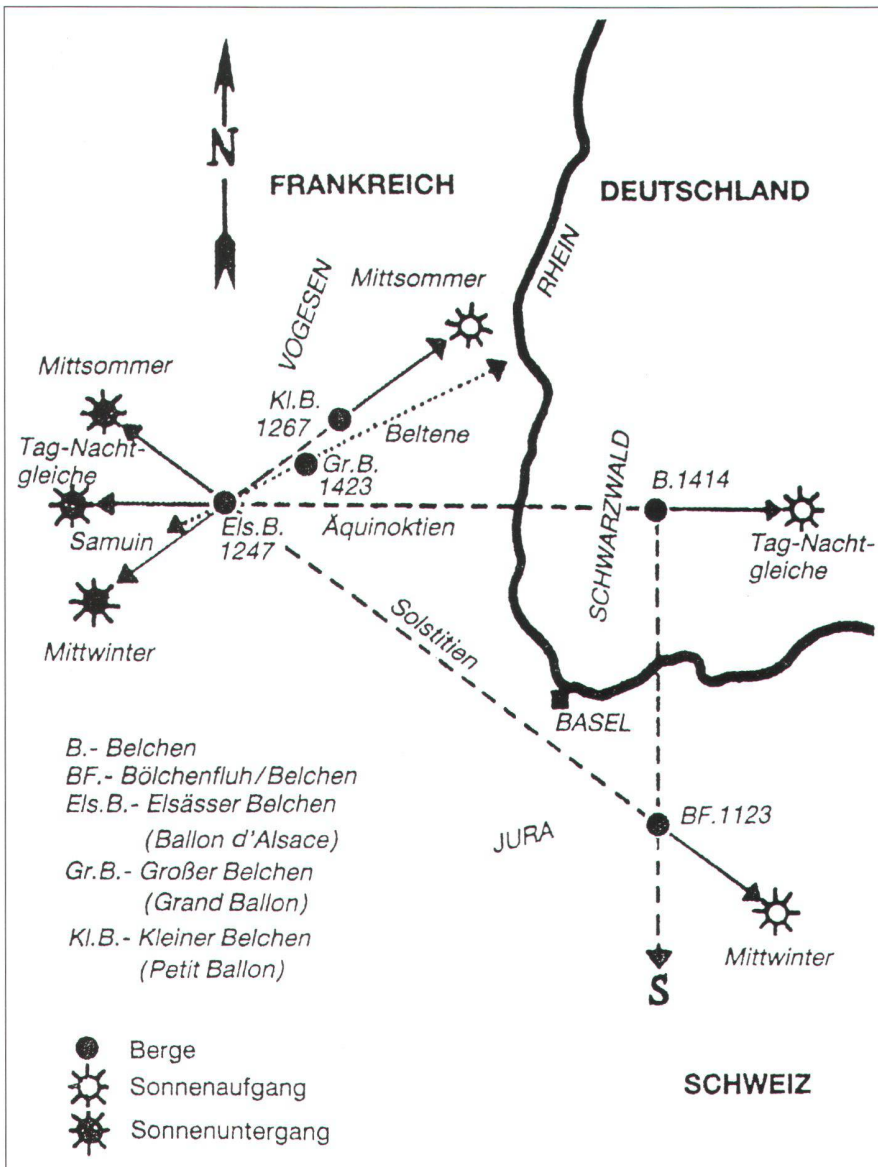 N
FRANKREICH
DEUTSCHLAND
RHEIN
VOGESEN
Mittsommer
Mittsommer
Kl.B.
1267
Beltene
Gr.B.
1423
Tag-Nacht-
gleiche
Samuin
Els.B.
1247
Äquinoktien
SCHWARZWALD
B.1414
Tag-Nacht-
gleiche
Mittwinter
Solstitien
BASEL
B.- Belchen
BF.- Bölchenfluh/Belchen
Els.B.- Elsässer Belchen
(Ballon d'Alsace)
Gr.B.- Großer Belchen
(Grand Ballon)
Kl.B.- Kleiner Belchen
(Petit Ballon)
JURA
BF.1123
Mittwinter
S
Berge
Sonnenaufgang
Sonnenuntergang
SCHWEIZ